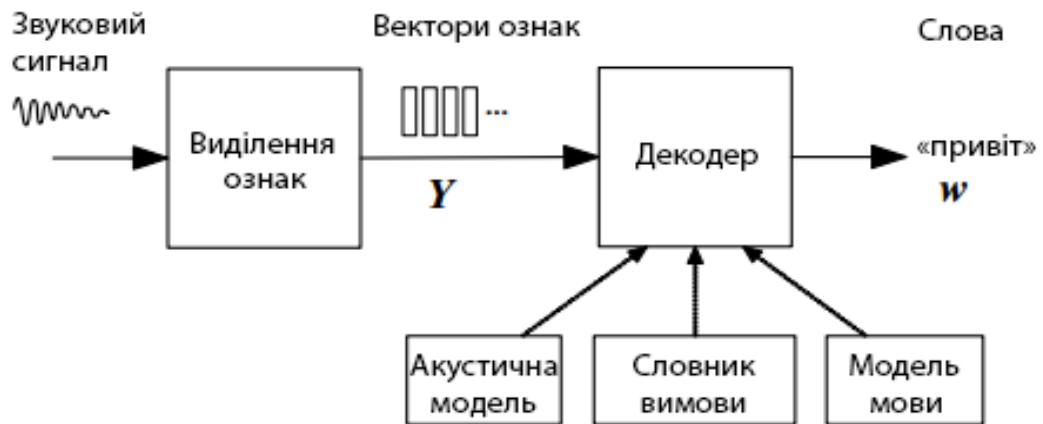 Звуковий
сигнал
Вектори ознак
Слова
Виділення
ознак
...
Y
Декодер
«привіт»
w
Акустична
модель
Словник
вимови
Модель
мови